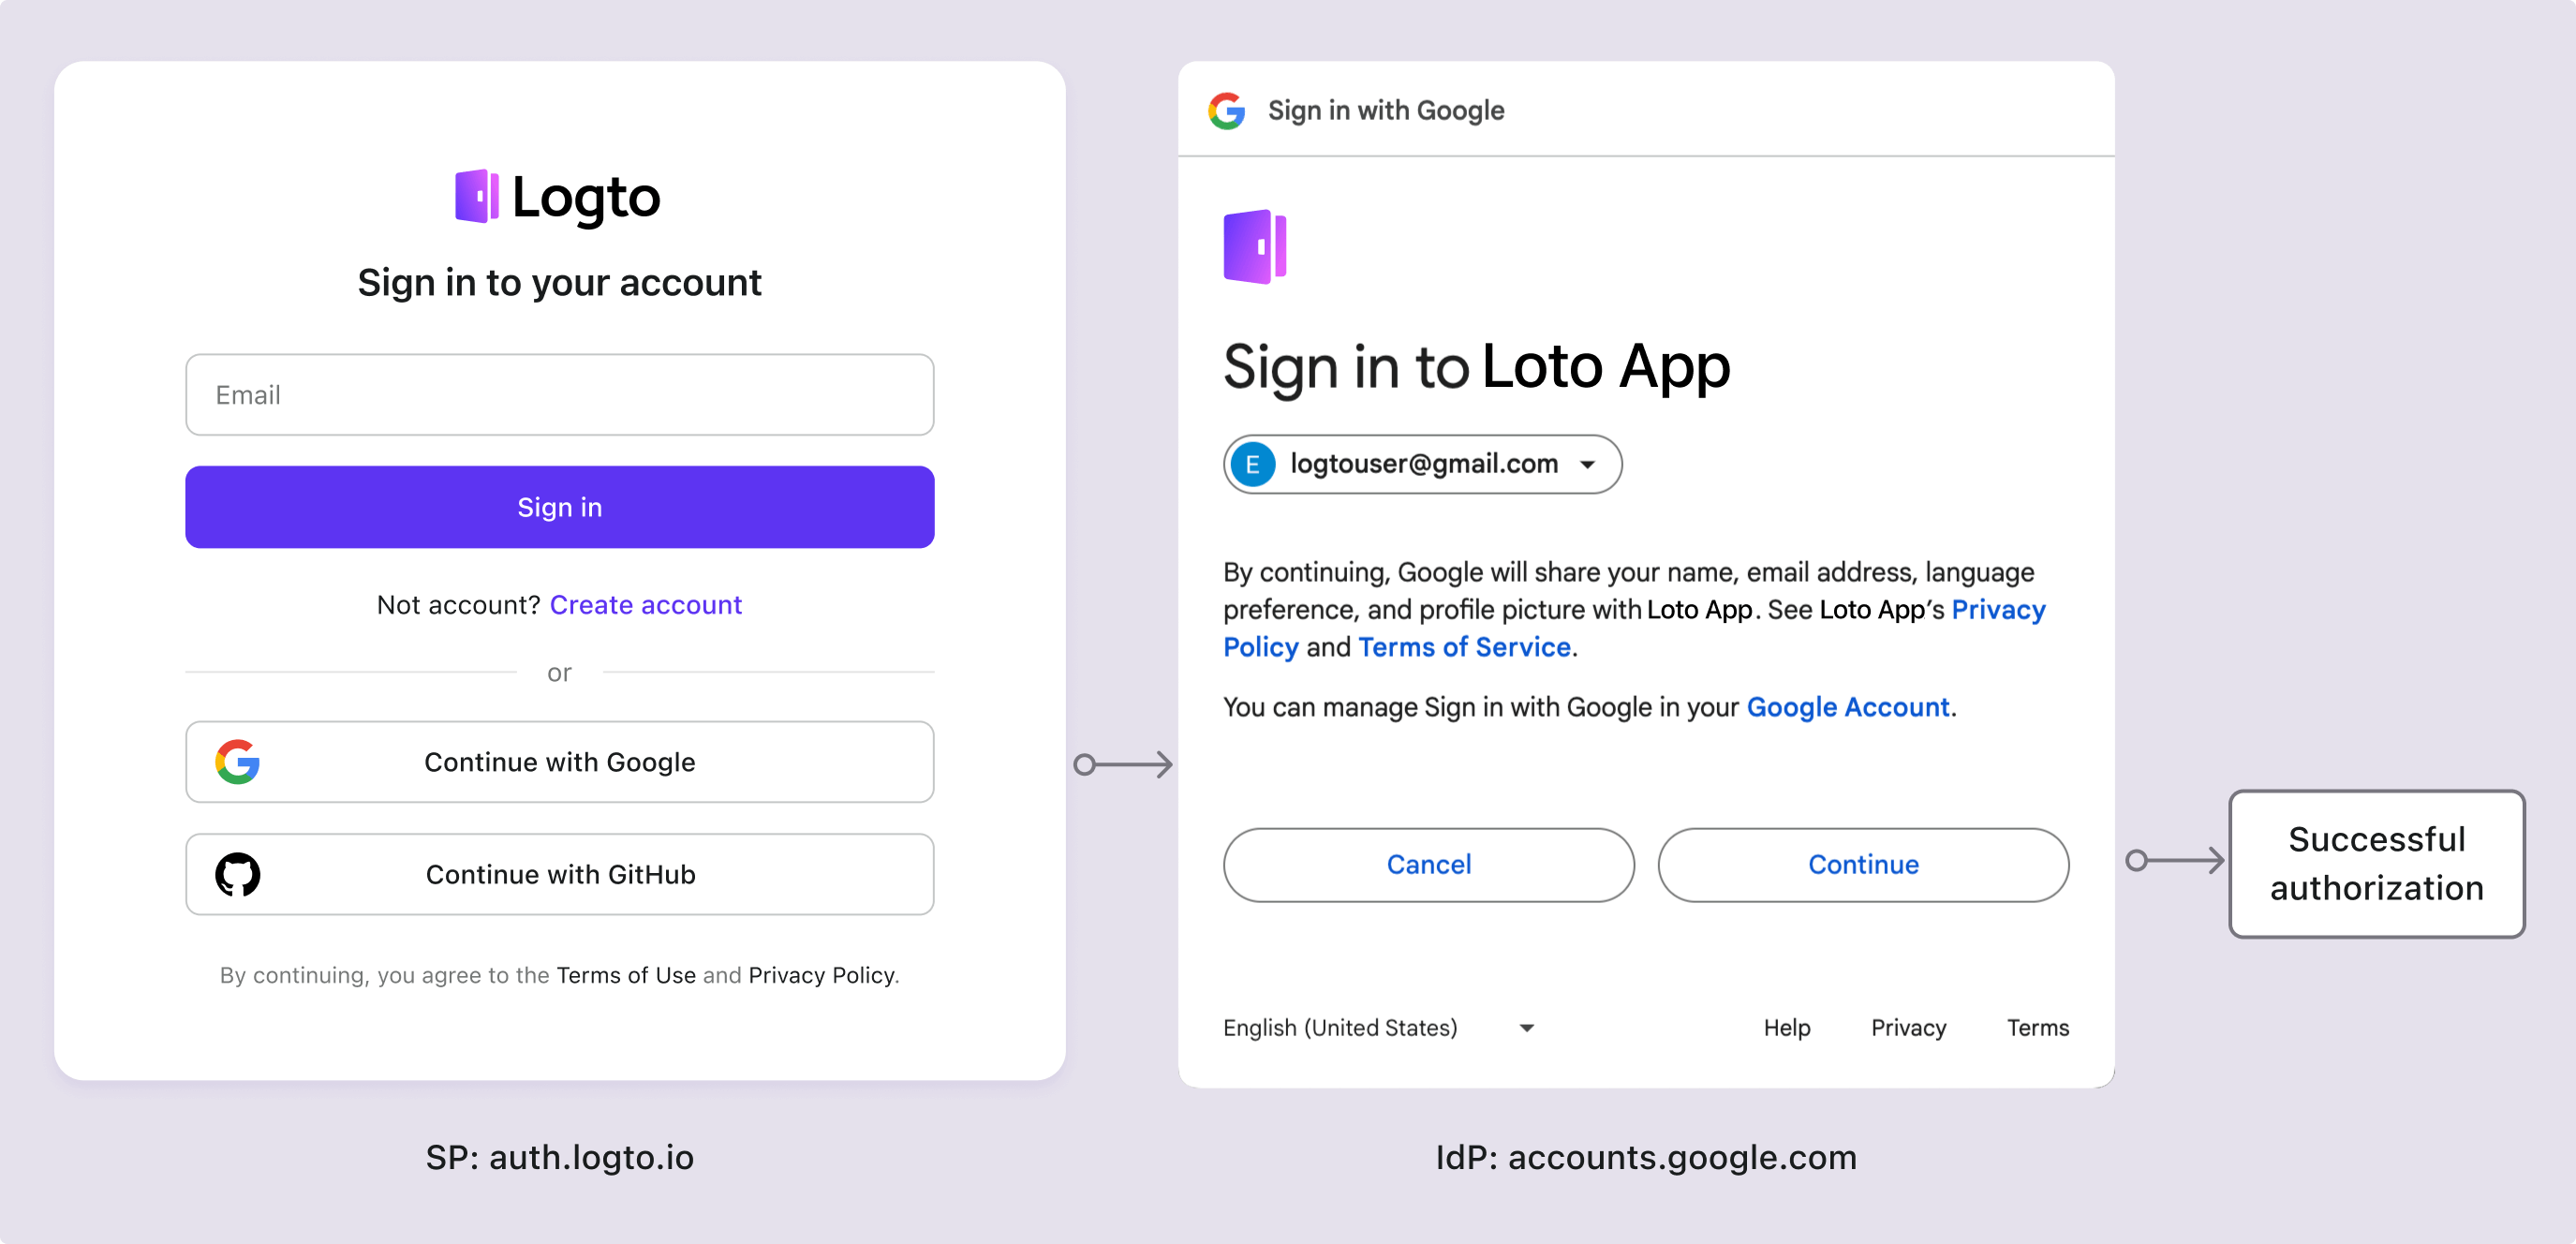 Logto
Sign in to your account
Email
Sign in
Not account? Create account
or
Continue with Google
Continue with GitHub
By continuing, you agree to the Terms of Use and Privacy Policy.
SP: auth.logto.io
Sign in with Google
Sign in to Loto App
E logtouser@gmail.com
By continuing, Google will share your name, email address, language
preference, and profile picture with Loto App. See Loto App's Privacy
Policy and Terms of Service.
You can manage Sign in with Google in your Google Account.
Cancel Continue
English (United States) Help Privacy Terms
IdP: accounts.google.com
Successful
authorization